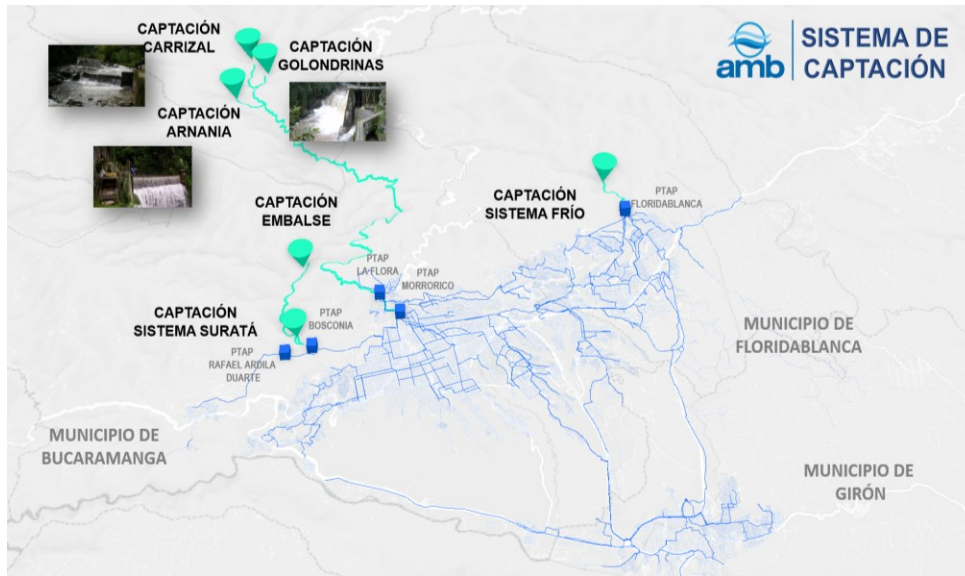 CAPTACIÓN
CARRIZAL
CAPTACIÓN
GOLONDRINAS
amb
SISTEMA DE
CAPTACIÓN
CAPTACIÓN
ARNANIA
CAPTACIÓN
SISTEMA FRÍO
PTAP
FLORIDABLANCA
CAPTACIÓN
EMBALSE
PTAP
LA-FLORA
PTAP
MORRORICO
CAPTACIÓN
SISTEMA SURATÁ
PTAP
BOSCONIA
PTAP
RAFAEL ARDILA
DUARTE
MUNICIPIO DE
FLORIDABLANCA
MUNICIPIO DE
BUCARAMANGA
MUNICIPIO DE
GIRÓN